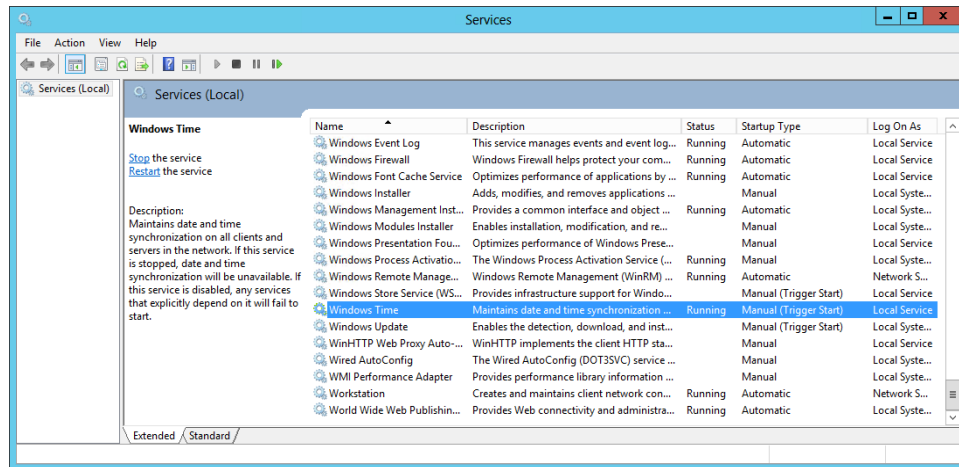 Services
File Action View Help
Services (Local)
Services (Local)
Windows Time
Stop the service
Restart the service
Description:
Maintains date and time
synchronization on all clients and
servers in the network. If this service
is stopped, date and time
synchronization will be unavailable. If
this service is disabled, any services
that explicitly depend on it will fail to
start.
Name Description Status Startup Type Log On As
Windows Event Log This service manages events and event log... Running Automatic Local Service
Windows Firewall Windows Firewall helps protect your com... Running Automatic Local Service
Windows Font Cache Service Optimizes performance of applications by ... Running Automatic Local Service
Windows Installer Adds, modifies, and removes applications ... Manual Local Syste...
Windows Management Inst... Provides a common interface and object ... Running Automatic Local Syste...
Windows Modules Installer Enables installation, modification, and re... Manual Local Syste...
Windows Presentation Fou... Optimizes performance of Windows Prese... Manual Local Service
Windows Process Activatio... The Windows Process Activation Service (... Running Manual Local Syste...
Windows Remote Manage... Windows Remote Management (WinRM) ... Running Automatic Network S...
Windows Store Service (WS... Provides infrastructure support for Windo... Manual (Trigger Start) Local Service
Windows Time Maintains date and time synchronization ... Running Manual (Trigger Start) Local Service
Windows Update Enables the detection, download, and inst... Manual (Trigger Start) Local Syste...
WinHTTP Web Proxy Auto-... WinHTTP implements the client HTTP sta... Manual Local Service
Wired AutoConfig The Wired AutoConfig (DOT3SVC) service ... Manual Local Syste...
WMI Performance Adapter Provides performance library information ... Manual Local Syste...
Workstation Creates and maintains client network con... Running Automatic Network S...
World Wide Web Publishin... Provides Web connectivity and administra... Running Automatic Local Syste...
Extended Standard